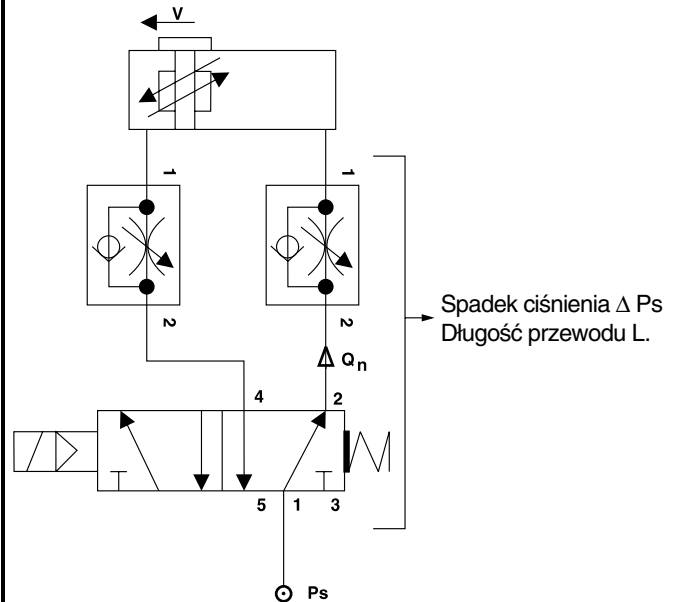 V
1 1
2 2
Spadek ciśnienia Δ Ps
Długość przewodu L.
Qn
4 2
5 1 3
Ps